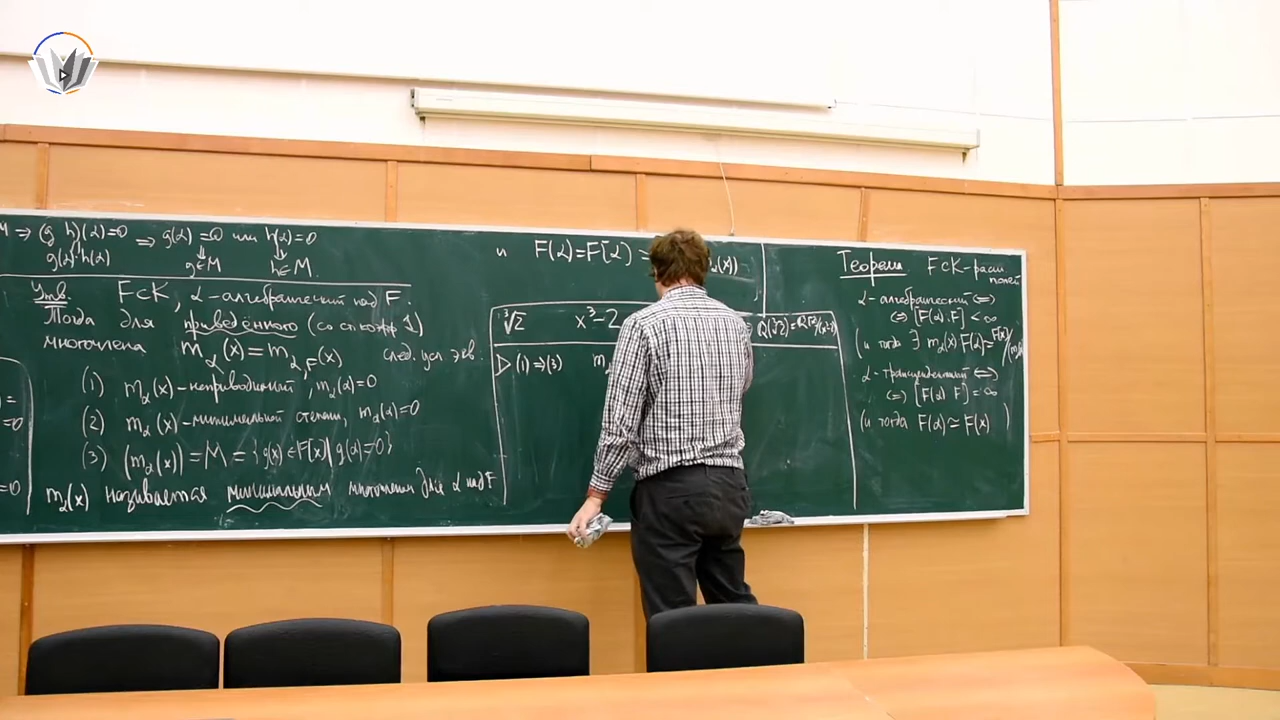 ⇒ (g h)(α)=0 ⇒ g(α)=0 или h(α)=0
g(α)·h(α) g∈M h∈M.
Утв. F⊂K, α-алгебраический над F.
Тогда для приведённого (со ст. коэфф 1)
многочлена m_α(x)=m_{α,F}(x) след. усл экв.
(1) m_α(x)-неприводимый, m_α(α)=0
(2) m_α(x)-минимальной степени, m_α(α)=0
(3) (m_α(x))=M={g(x)∈F[x]|g(α)=0}
m_α(x) называется минимальным многочленом для α над F
и F(α)=F[α]=
∛2 x³-2
▷ (1)⇒(3) m
Теорема F⊂K-расш
полей
α-алгебраический ⇔
⇔ [F(α):F] < ∞
(и тогда ∃ m_α(x) F(α)≃F(x)/
α-трансцендентный ⇔
⇔ [F(α):F] = ∞
(и тогда F(α) ≃ F(x) )